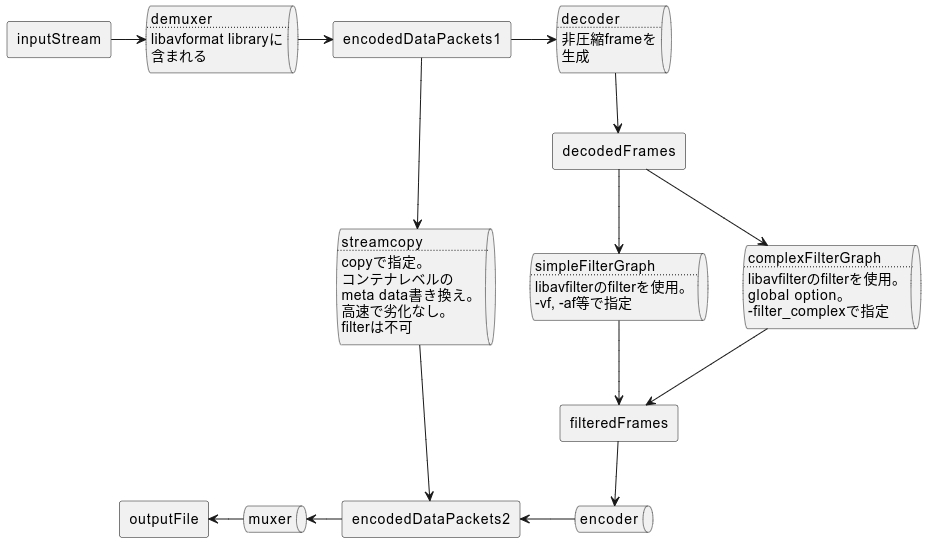 inputStream
demuxer
libavformat libraryに
含まれる
encodedDataPackets1
decoder
非圧縮frameを
生成
decodedFrames
streamcopy
copyで指定。
コンテナレベルの
meta data書き換え。
高速で劣化なし。
filterは不可
simpleFilterGraph
libavfilterのfilterを使用。
-vf, -af等で指定
complexFilterGraph
libavfilterのfilterを使用。
global option。
-filter_complexで指定
filteredFrames
outputFile
muxer
encodedDataPackets2
encoder